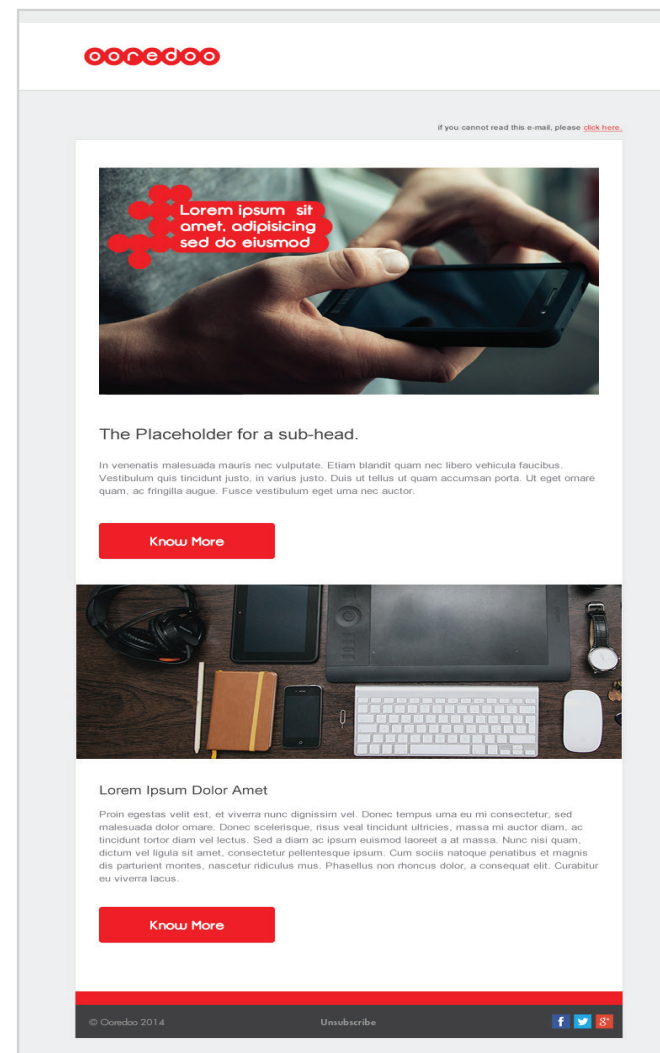 ooredoo
if you cannot read this e-mail, please click here.
Lorem ipsum sit
amet, adipisicing
sed do eiusmod
The Placeholder for a sub-head.
In venenatis malesuada mauris nec vulputate. Etiam blandit quam nec libero vehicula faucibus.
Vestibulum quis tincidunt justo, in varius justo. Duis ut tellus ut quam accumsan porta. Ut eget ornare
quam, ac fringilla augue. Fusce vestibulum eget urna nec auctor.
Know More
Lorem Ipsum Dolor Amet
Proin egestas velit est, et viverra nunc dignissim vel. Donec tempus urna eu mi consectetur, sed
malesuada dolor ornare. Donec scelerisque, risus veal tincidunt ultricies, massa mi auctor diam, ac
tincidunt tortor diam vel lectus. Sed a diam ac ipsum euismod laoreet a at massa. Nunc nisi quam,
dictum vel ligula sit amet, consectetur pellentesque ipsum. Cum sociis natoque penatibus et magnis
dis parturient montes, nascetur ridiculus mus. Phasellus non rhoncus dolor, a consequat elit. Curabitur
eu viverra lacus.
Know More
© Ooredoo 2014 Unsubscribe f g+